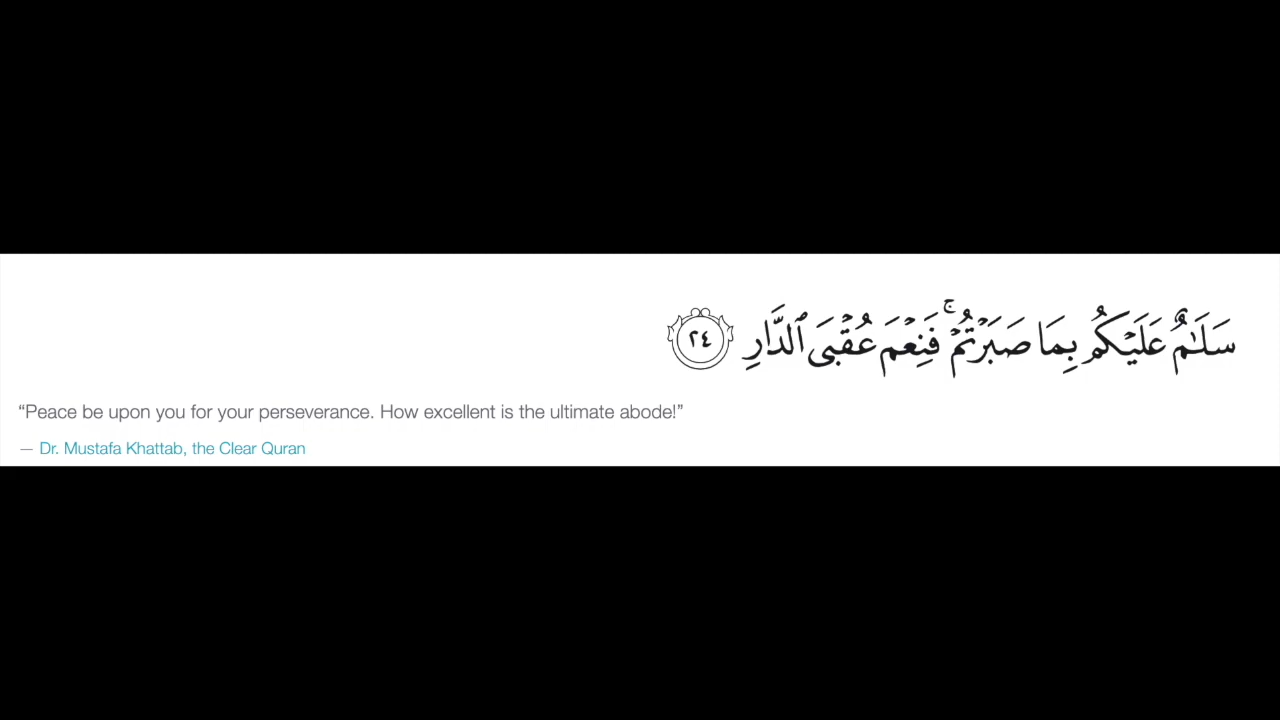 سَلَـٰمٌ عَلَيْكُم بِمَا صَبَرْتُمْ ۚ فَنِعْمَ عُقْبَى ٱلدَّارِ ٢٤
“Peace be upon you for your perseverance. How excellent is the ultimate abode!”
— Dr. Mustafa Khattab, the Clear Quran